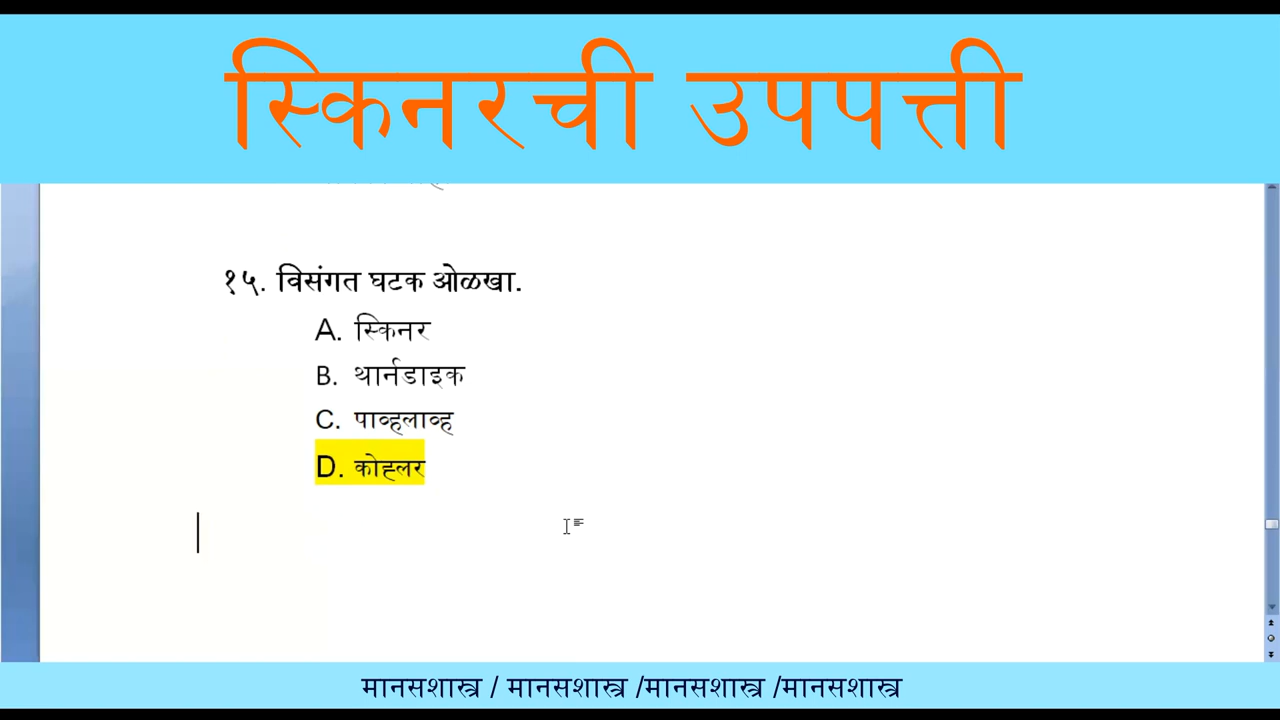 स्किनरची उपपत्ती
१५. विसंगत घटक ओळखा.
A. स्किनर
B. थार्नडाइक
C. पाव्हलाव्ह
D. कोह्लर
मानसशास्त्र / मानसशास्त्र /मानसशास्त्र /मानसशास्त्र